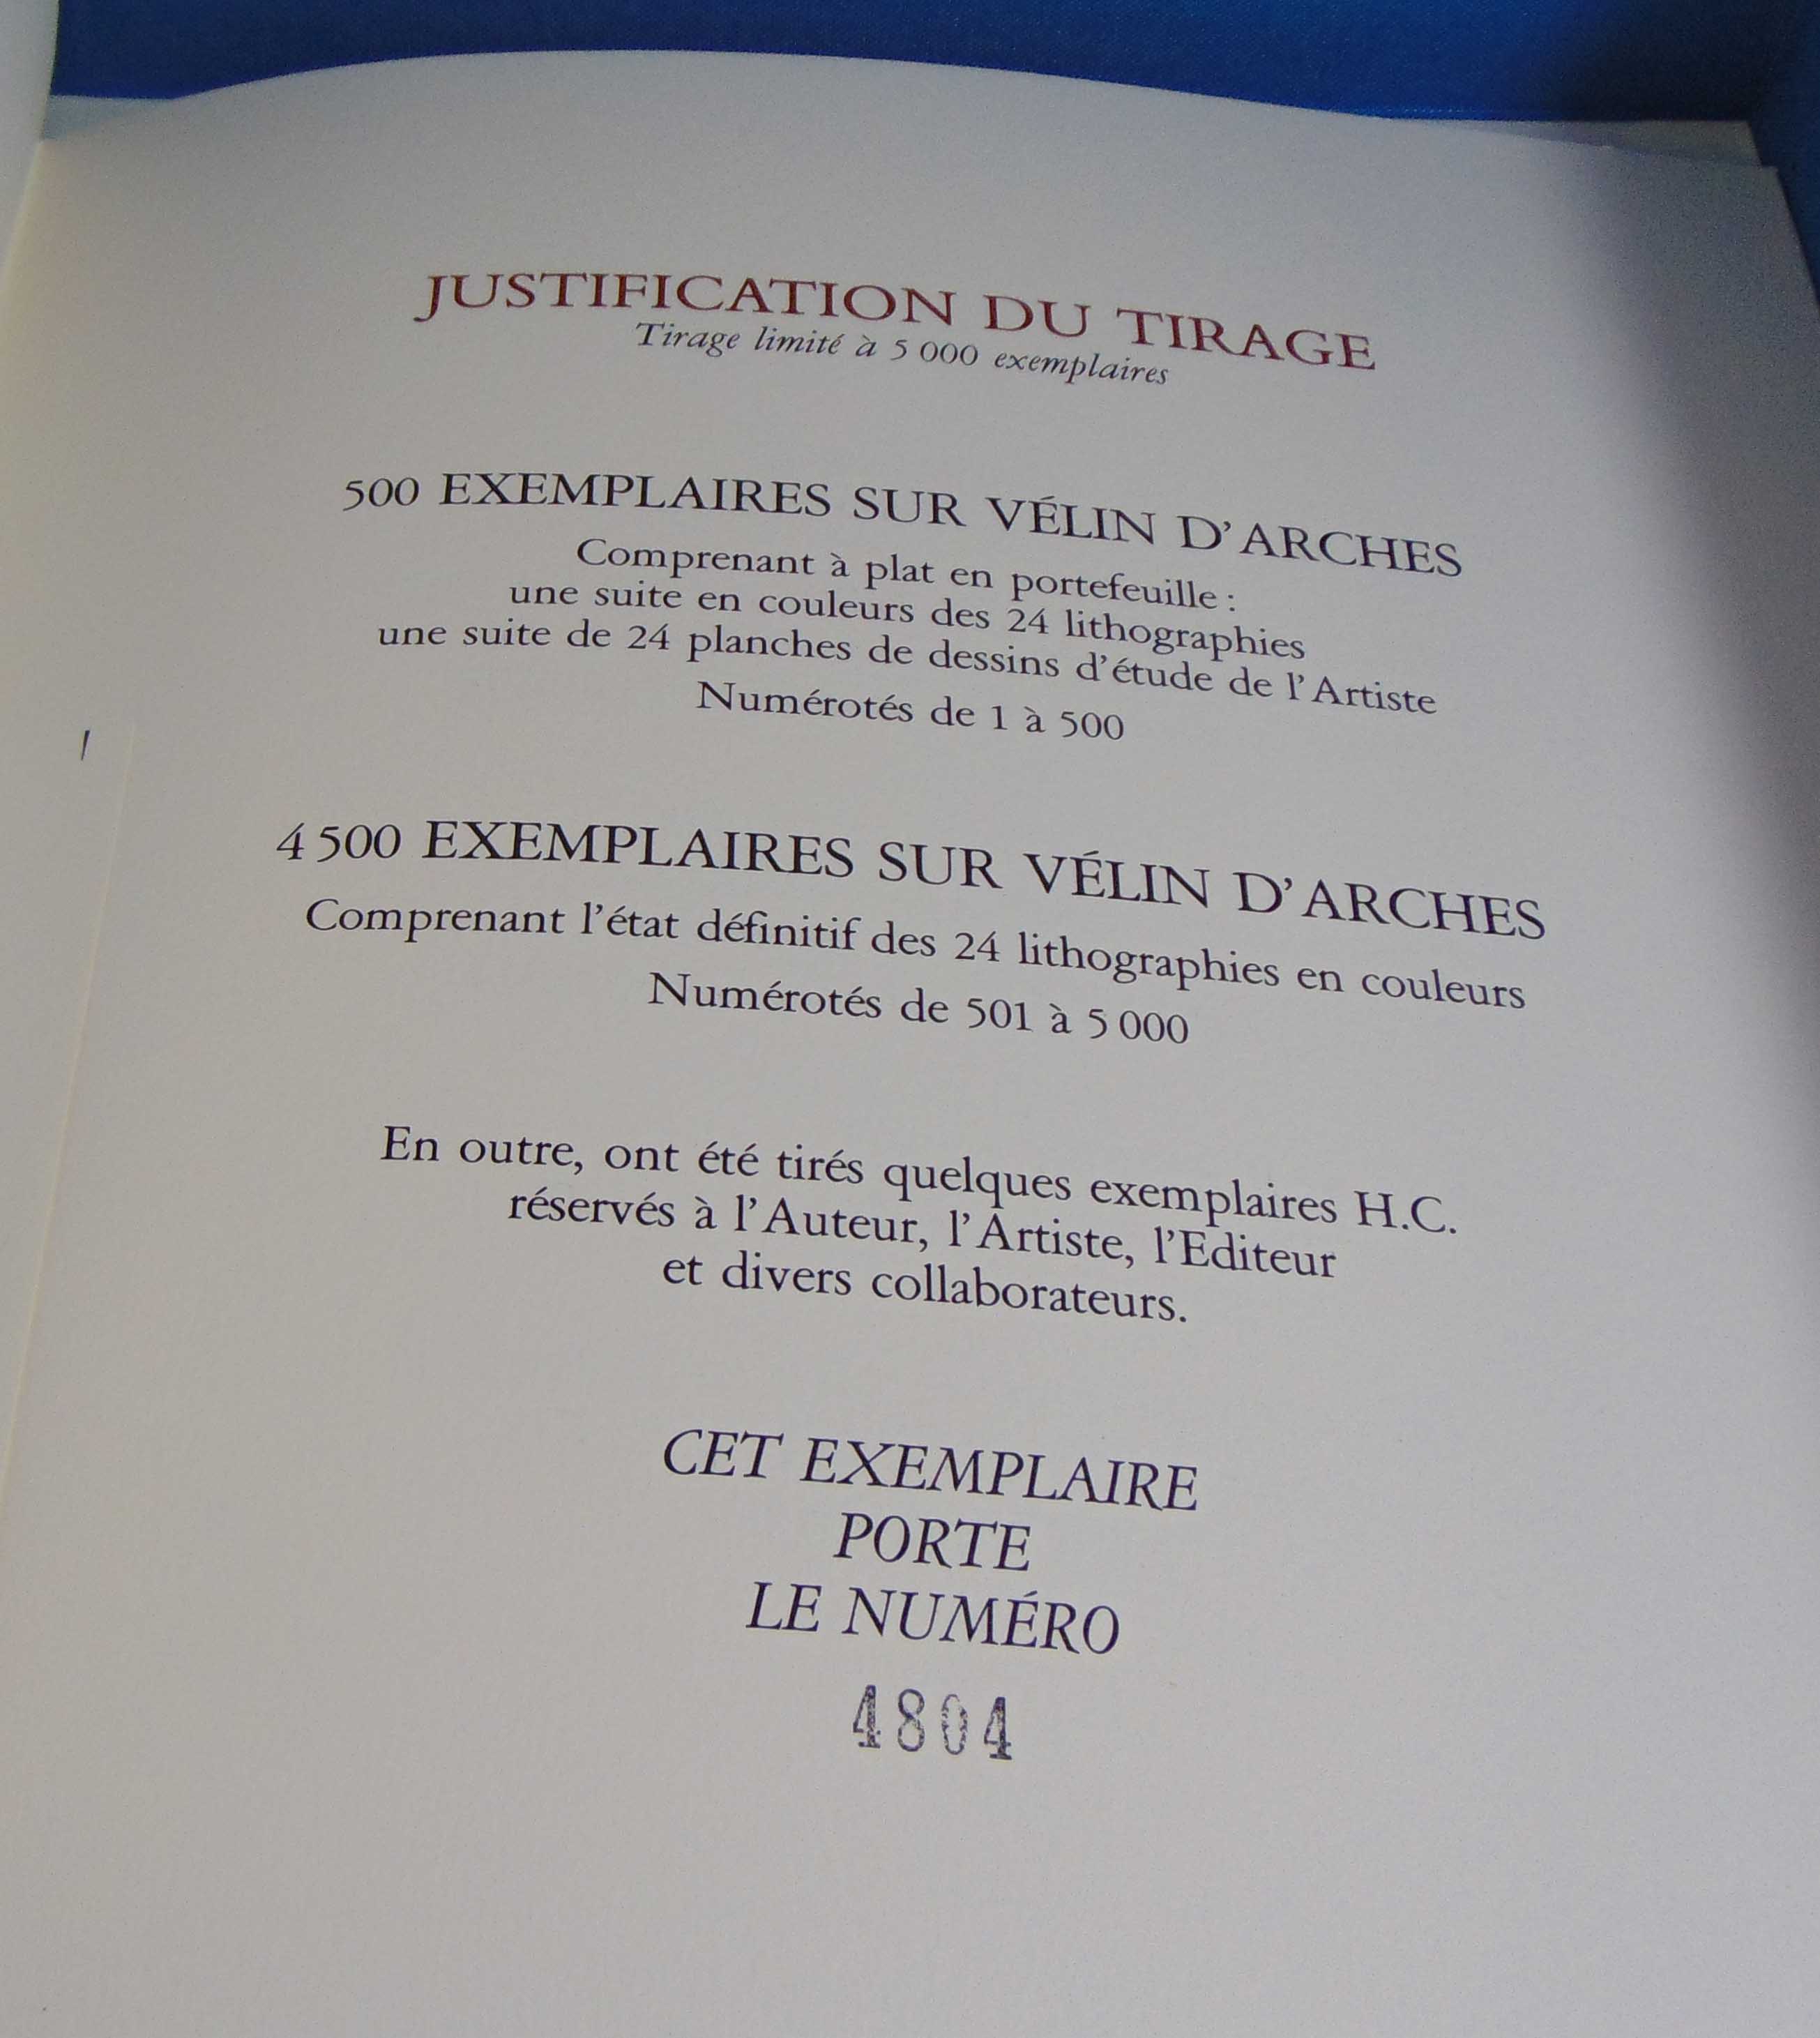 JUSTIFICATION DU TIRAGE
Tirage limité à 5 000 exemplaires
500 EXEMPLAIRES SUR VÉLIN D'ARCHES
Comprenant à plat en portefeuille :
une suite en couleurs des 24 lithographies
une suite de 24 planches de dessins d'étude de l'Artiste
Numérotés de 1 à 500
4 500 EXEMPLAIRES SUR VÉLIN D'ARCHES
Comprenant l'état définitif des 24 lithographies en couleurs
Numérotés de 501 à 5 000
En outre, ont été tirés quelques exemplaires H.C.
réservés à l'Auteur, l'Artiste, l'Editeur
et divers collaborateurs.
CET EXEMPLAIRE
PORTE
LE NUMÉRO
4804